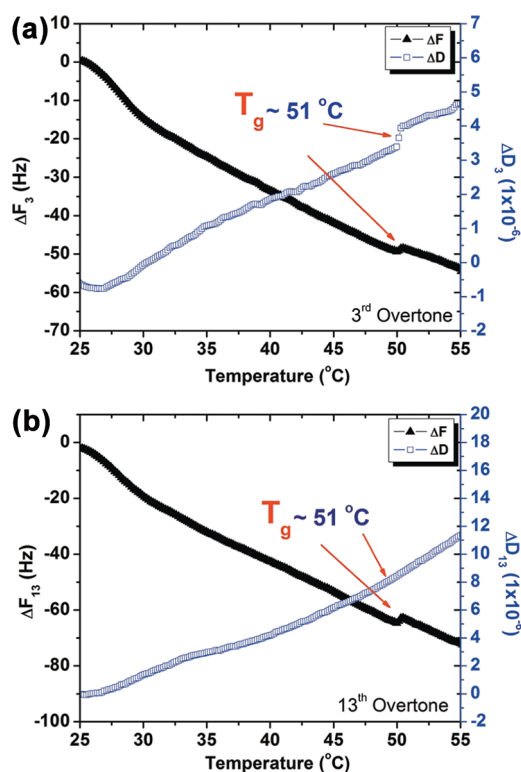 (a)
10
0
-10
-20
-30
-40
-50
-60
-70
ΔF₃ (Hz)
7
6
5
4
3
2
1
0
-1
-2
ΔD₃ (1x10⁻⁶)
ΔF
ΔD
Tg ~ 51 °C
3rd Overtone
25 30 35 40 45 50 55
Temperature (°C)
(b)
0
-20
-40
-60
-80
-100
ΔF₁₃ (Hz)
20
18
16
14
12
10
8
6
4
2
0
-2
ΔD₁₃ (1x10⁻⁶)
ΔF
ΔD
Tg ~ 51 °C
13th Overtone
25 30 35 40 45 50 55
Temperature (°C)